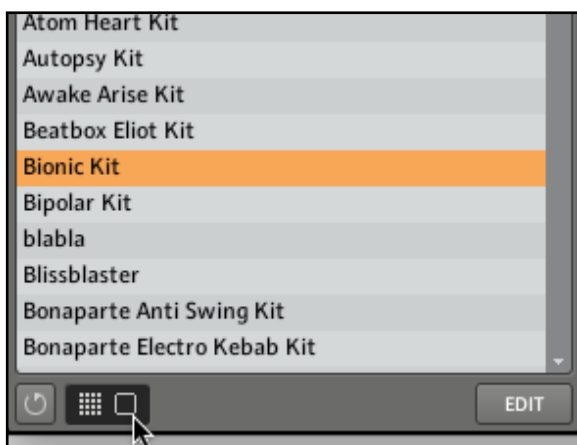 Atom Heart Kit
Autopsy Kit
Awake Arise Kit
Beatbox Eliot Kit
Bionic Kit
Bipolar Kit
blabla
Blissblaster
Bonaparte Anti Swing Kit
Bonaparte Electro Kebab Kit
EDIT